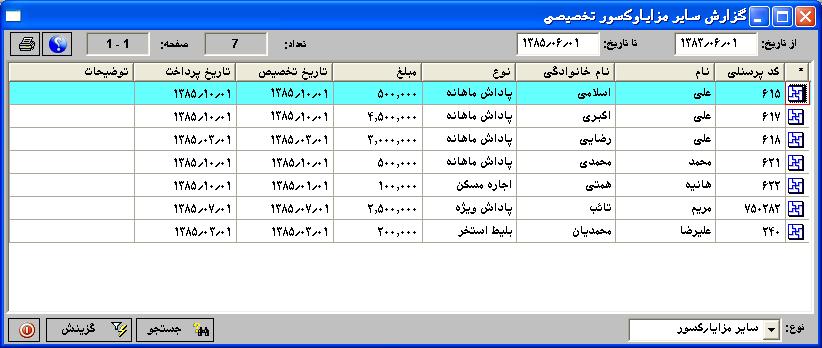 گزارش سایر مزایاوکسور تخصیصی
از تاریخ: ۱۳۸۳/۰۶/۰۱ تا تاریخ: ۱۳۸۵/۰۶/۰۱ تعداد: 7 صفحه: 1 - 1
* کد پرسنلی نام نام خانوادگی نوع مبلغ تاریخ تخصیص تاریخ پرداخت توضیحات
۶۱۵ علی اسلامی پاداش ماهانه ۵۰۰,۰۰۰ ۱۳۸۵/۱۰/۰۱ ۱۳۸۵/۱۰/۰۱
۶۱۷ علی اکبری پاداش ماهانه ۴,۵۰۰,۰۰۰ ۱۳۸۵/۱۰/۰۱ ۱۳۸۵/۱۰/۰۱
۶۱۸ علی رضایی پاداش ماهانه ۳,۰۰۰,۰۰۰ ۱۳۸۵/۰۳/۰۱ ۱۳۸۵/۰۳/۰۱
۶۲۱ محمد محمدی پاداش ماهانه ۵۰۰,۰۰۰ ۱۳۸۵/۱۰/۰۱ ۱۳۸۵/۱۰/۰۱
۶۲۲ هانیه همتی اجاره مسکن ۱۰۰,۰۰۰ ۱۳۸۵/۰۱/۰۱ ۱۳۸۵/۱۰/۰۱
۷۵۰۲۸۲ مریم تائب پاداش ویژه ۲,۵۰۰,۰۰۰ ۱۳۸۵/۰۷/۰۱ ۱۳۸۵/۰۷/۰۱
۲۴۰ علیرضا محمدیان بلیط استخر ۲۰۰,۰۰۰ ۱۳۸۵/۰۳/۰۱ ۱۳۸۵/۰۳/۰۱
نوع: سایر مزایا/کسور جستجو گزینش